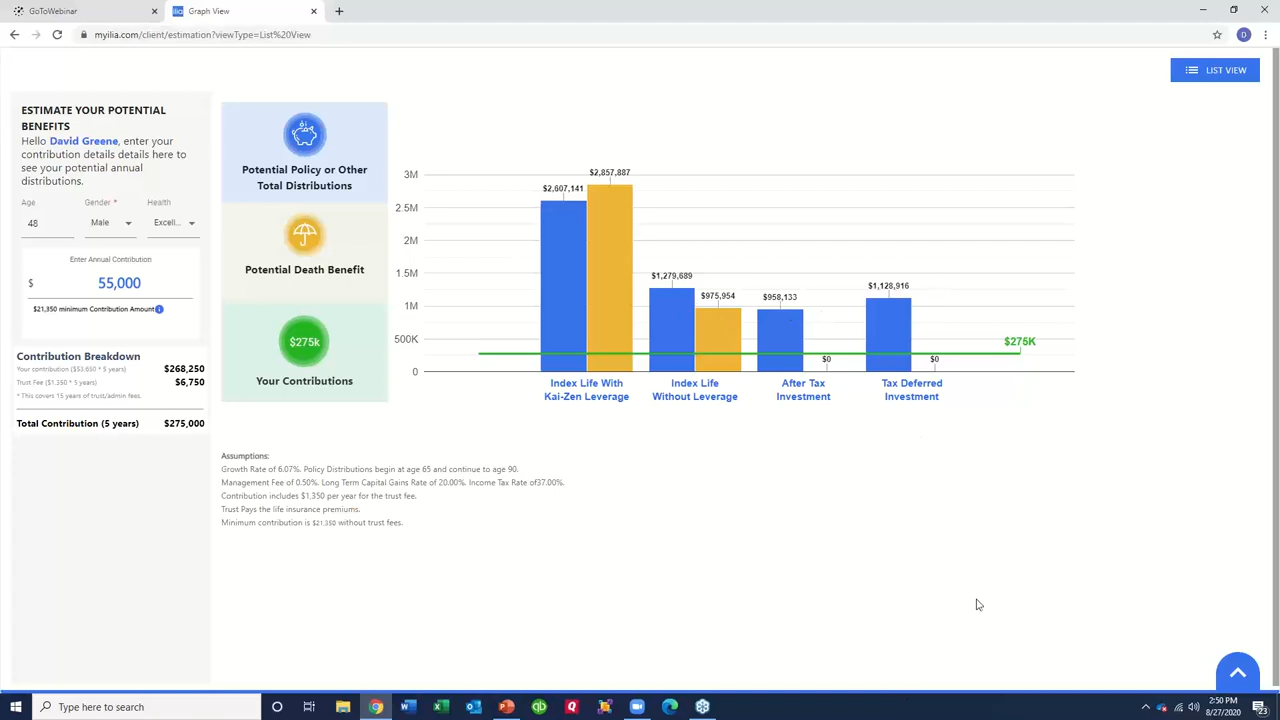 GoToWebinar
ilia
Graph View
myilia.com/client/estimation?viewType=List%20View
D
LIST VIEW
ESTIMATE YOUR POTENTIAL
BENEFITS
Hello David Greene, enter your
contribution details details here to
see your potential annual
distributions.
Age
Gender *
Health
48
Male
Excell...
Enter Annual Contribution
$
55,000
$21,350 minimum Contribution Amount
Contribution Breakdown
Your contribution ($53,650 * 5 years)
$268,250
Trust Fee ($1,350 * 5 years)
$6,750
* This covers 15 years of trust/admin fees.
Total Contribution (5 years)
$275,000
Potential Policy or Other
Total Distributions
Potential Death Benefit
$275k
Your Contributions
3M
2.5M
2M
1.5M
1M
500K
0
$2,607,141
$2,857,887
$1,279,689
$975,954
$958,133
$0
$1,128,916
$0
$275K
Index Life With
Kai-Zen Leverage
Index Life
Without Leverage
After Tax
Investment
Tax Deferred
Investment
Assumptions:
Growth Rate of 6.07%. Policy Distributions begin at age 65 and continue to age 90.
Management Fee of 0.50%. Long Term Capital Gains Rate of 20.00%. Income Tax Rate of37.00%.
Contribution includes $1,350 per year for the trust fee.
Trust Pays the life insurance premiums.
Minimum contribution is $21,350 without trust fees.
Type here to search
2:50 PM
8/27/2020
23